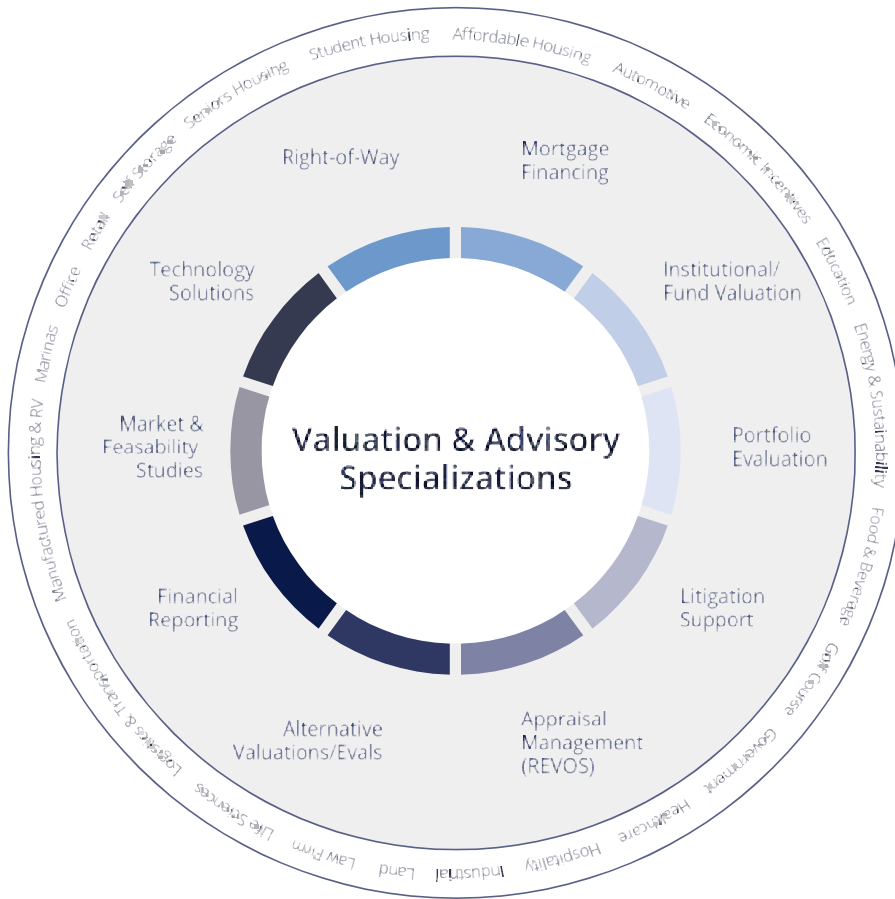 Valuation & Advisory
Specializations
Mortgage
Financing
Institutional/
Fund Valuation
Portfolio
Evaluation
Litigation
Support
Appraisal
Management
(REVOS)
Alternative
Valuations/Evals
Financial
Reporting
Market &
Feasability
Studies
Technology
Solutions
Right-of-Way
Affordable Housing
Automotive
Economic Incentives
Education
Energy & Sustainability
Food & Beverage
Golf Course
Government
Healthcare
Hospitality
Industrial
Land
Law Firm
Life Sciences
Logistics & Transportation
Manufactured Housing & RV
Marinas
Office
Retail
Self Storage
Seniors Housing
Student Housing